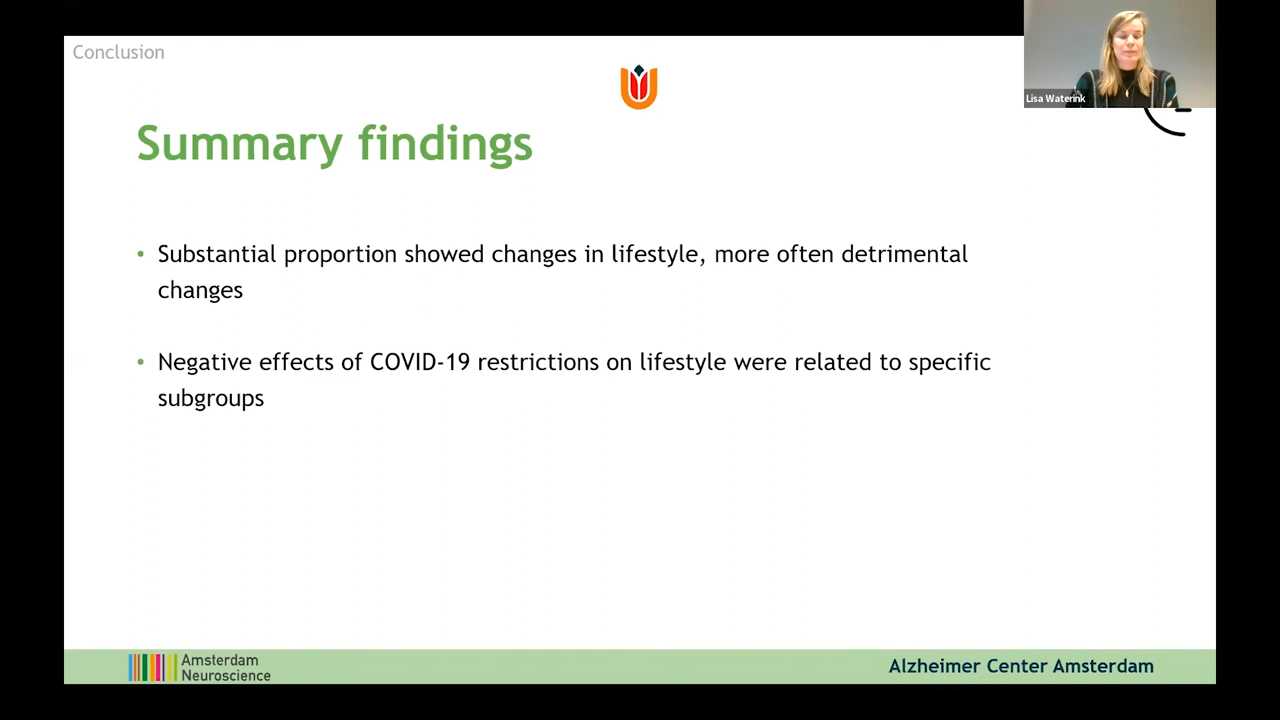 Conclusion
Lisa Waterink
Summary findings
• Substantial proportion showed changes in lifestyle, more often detrimental
changes
• Negative effects of COVID-19 restrictions on lifestyle were related to specific
subgroups
Amsterdam
Neuroscience
Alzheimer Center Amsterdam